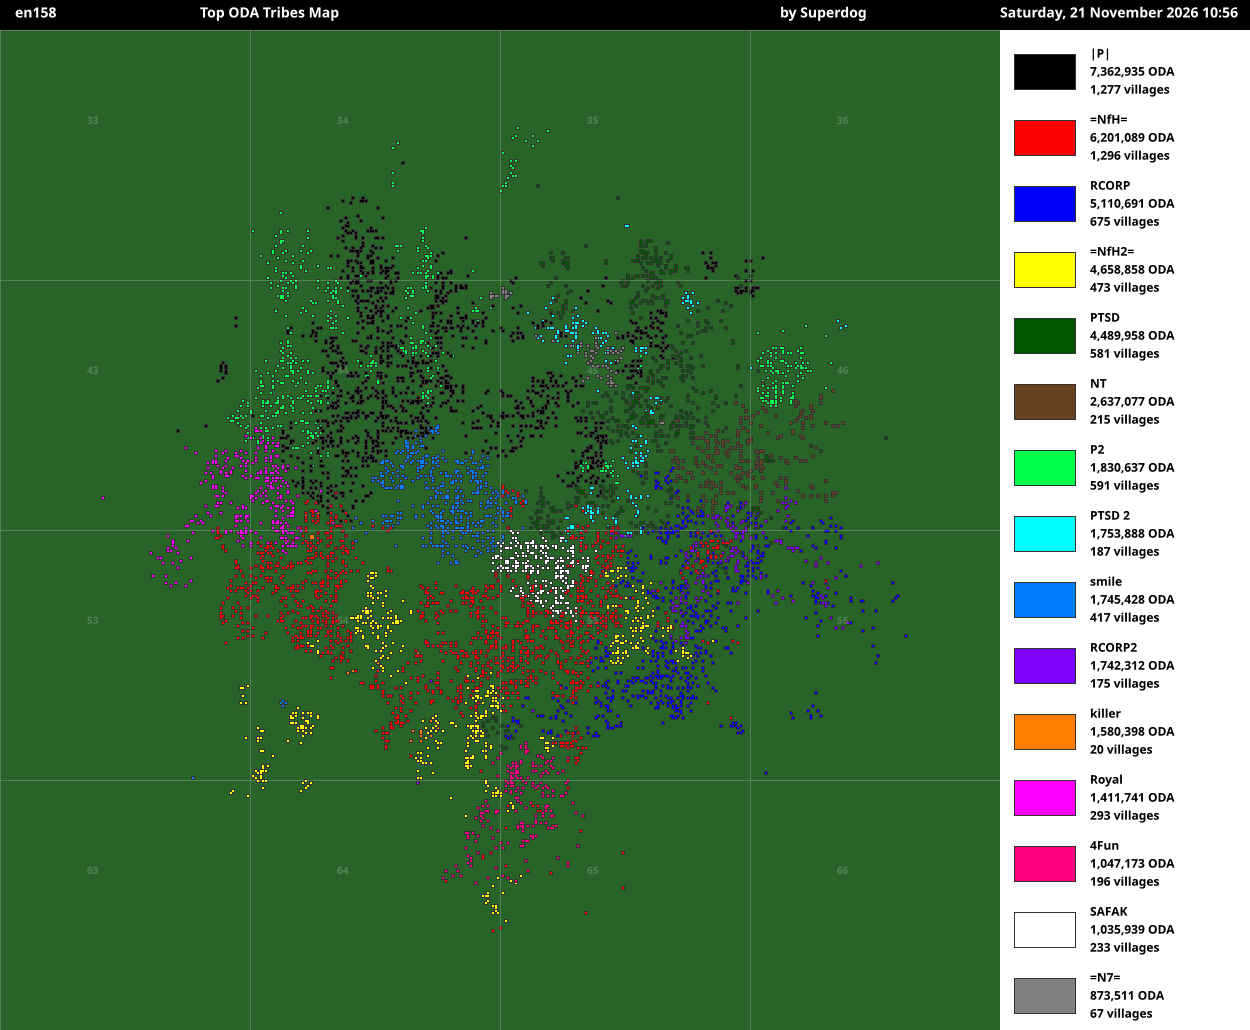 en158 Top ODA Tribes Map by Superdog Saturday, 21 November 2026 10:56
33 34 35 36
43 45 46
53 54 56
63 64 65 66
|P|
7,362,935 ODA
1,277 villages
=NfH=
6,201,089 ODA
1,296 villages
RCORP
5,110,691 ODA
675 villages
=NfH2=
4,658,858 ODA
473 villages
PTSD
4,489,958 ODA
581 villages
NT
2,637,077 ODA
215 villages
P2
1,830,637 ODA
591 villages
PTSD 2
1,753,888 ODA
187 villages
smile
1,745,428 ODA
417 villages
RCORP2
1,742,312 ODA
175 villages
killer
1,580,398 ODA
20 villages
Royal
1,411,741 ODA
293 villages
4Fun
1,047,173 ODA
196 villages
SAFAK
1,035,939 ODA
233 villages
=N7=
873,511 ODA
67 villages